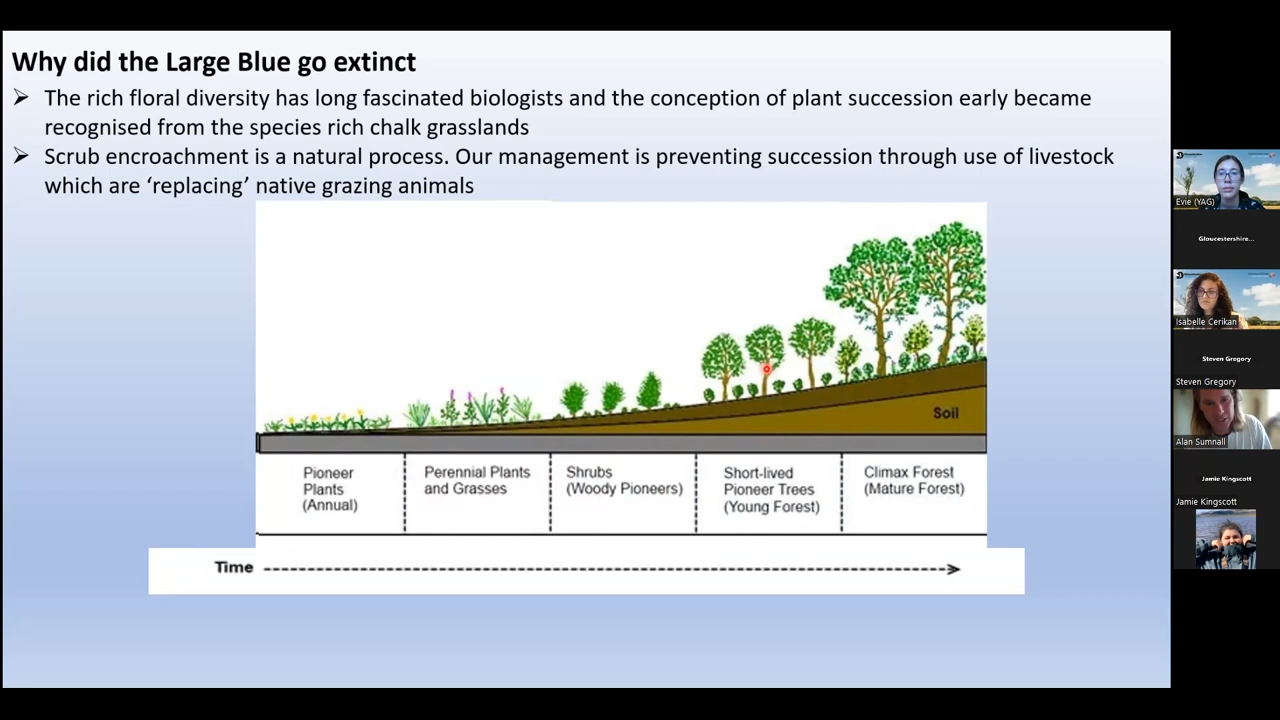 Why did the Large Blue go extinct
➢ The rich floral diversity has long fascinated biologists and the conception of plant succession early became
recognised from the species rich chalk grasslands
➢ Scrub encroachment is a natural process. Our management is preventing succession through use of livestock
which are ‘replacing’ native grazing animals
Soil
Pioneer
Plants
(Annual)
Perennial Plants
and Grasses
Shrubs
(Woody Pioneers)
Short-lived
Pioneer Trees
(Young Forest)
Climax Forest
(Mature Forest)
Time
Evie (YAG)
Gloucestershire...
Isabelle Cerikan
Steven Gregory
Steven Gregory
Alan Sumnall
Jamie Kingscott
Jamie Kingscott